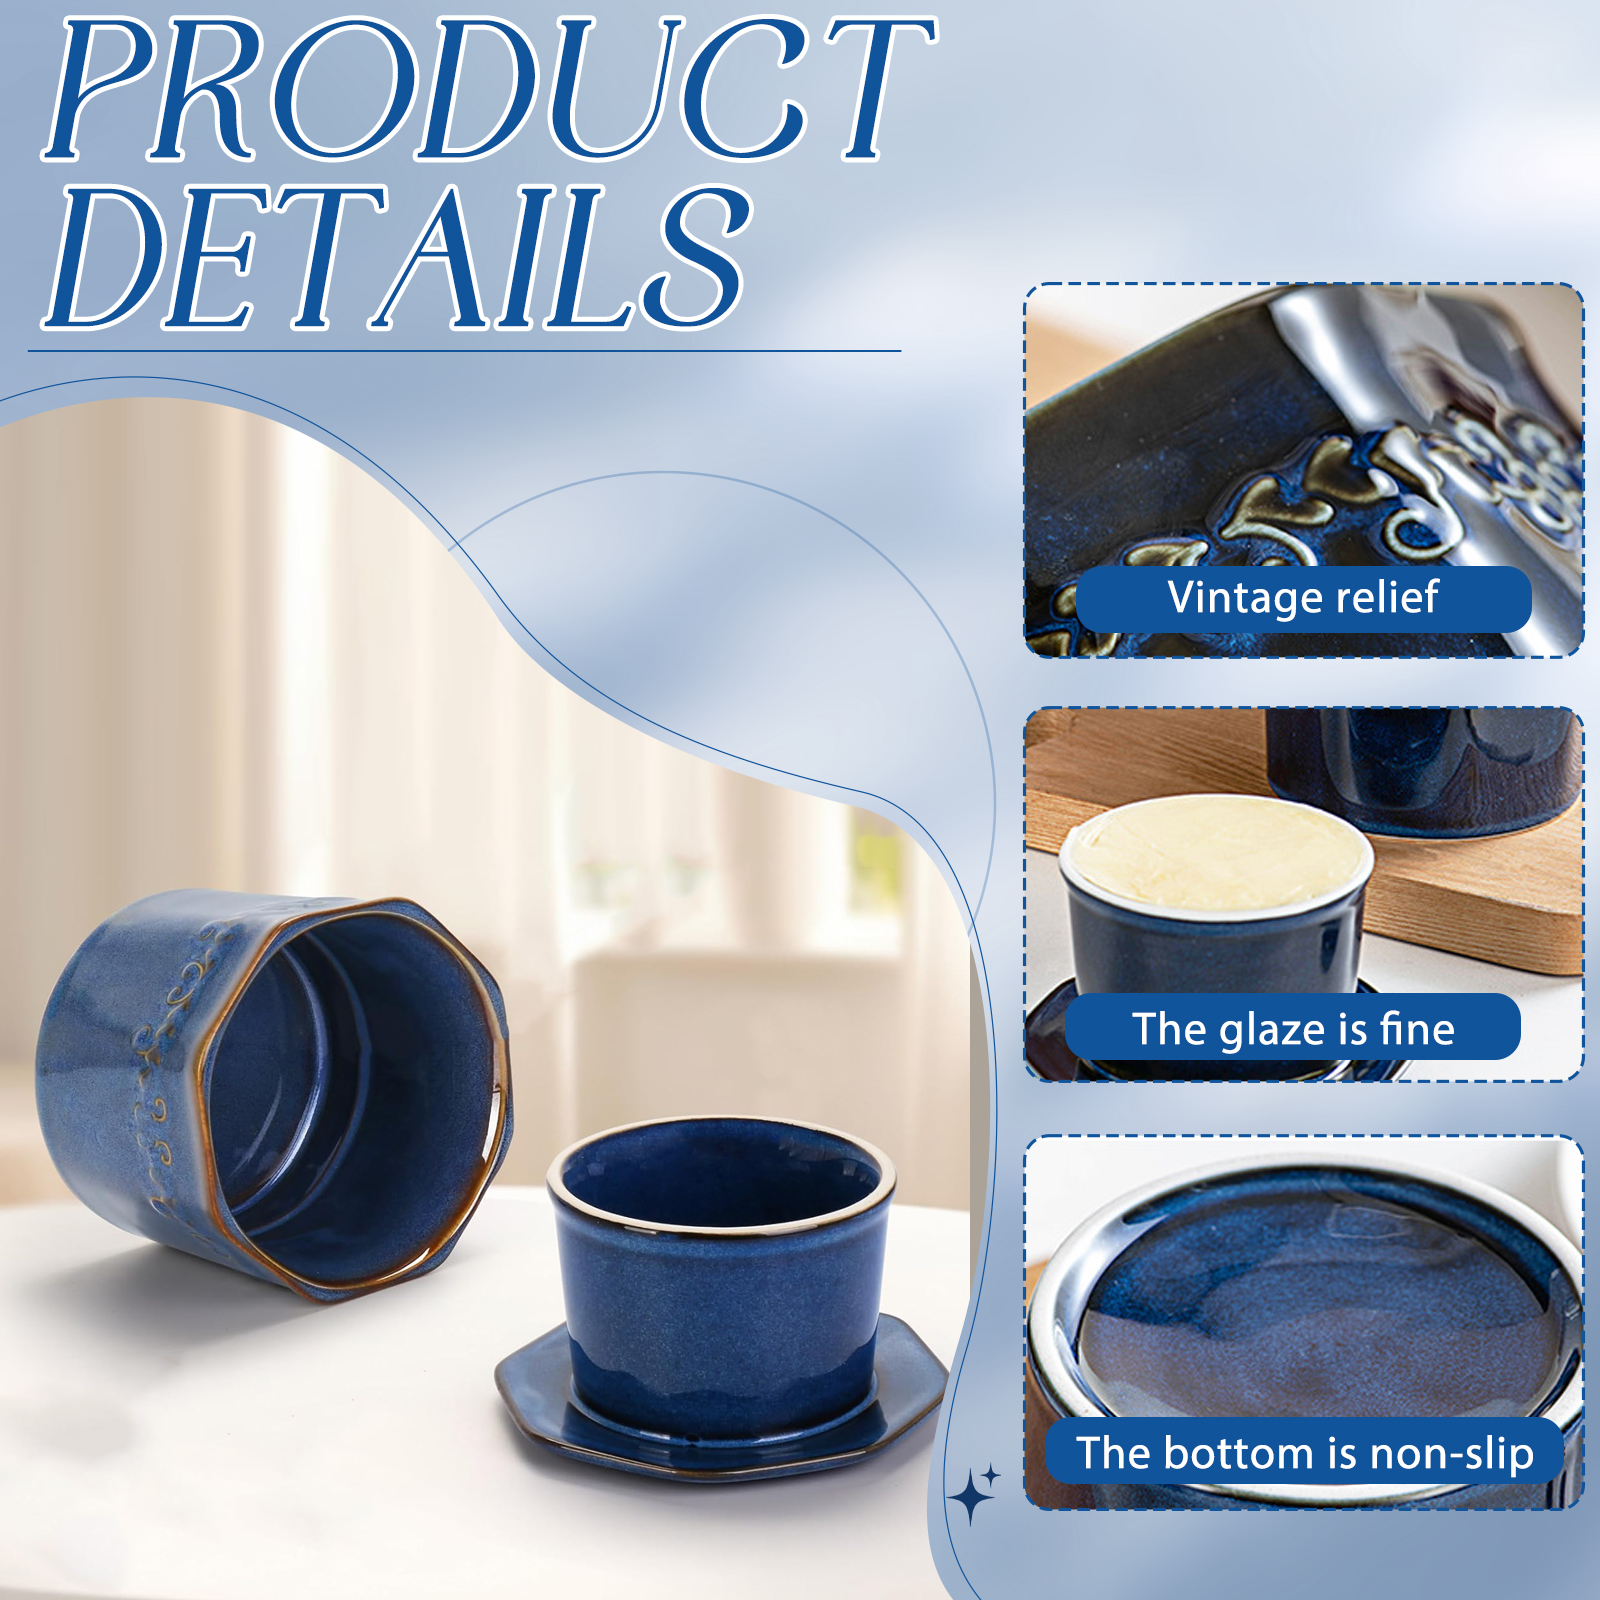 PRODUCT
DETAILS
Vintage relief
The glaze is fine
The bottom is non-slip